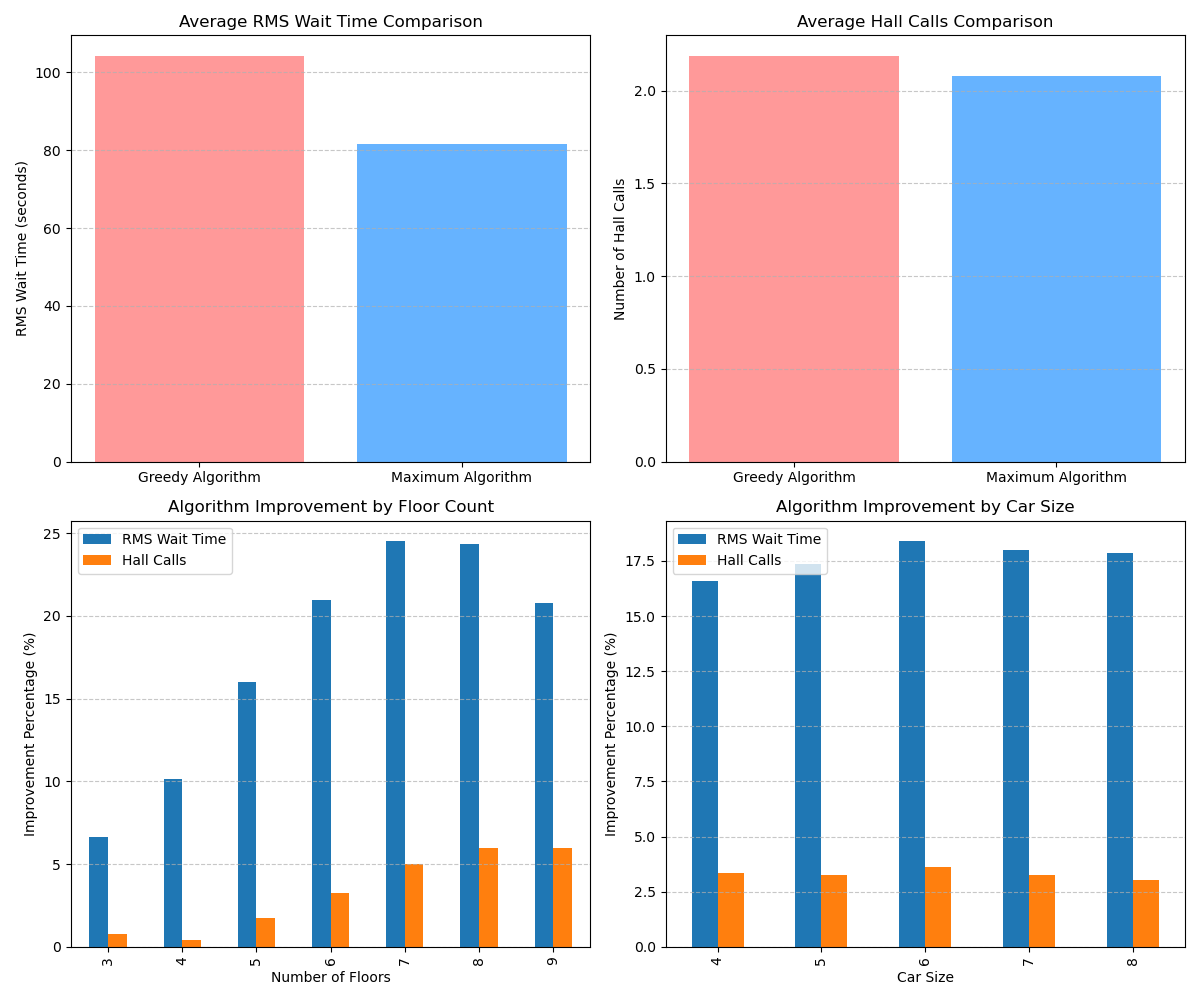 Average RMS Wait Time Comparison
RMS Wait Time (seconds)
100
80
60
40
20
0
Greedy Algorithm Maximum Algorithm
Average Hall Calls Comparison
Number of Hall Calls
2.0
1.5
1.0
0.5
0.0
Greedy Algorithm Maximum Algorithm
Algorithm Improvement by Floor Count
RMS Wait Time
Hall Calls
Improvement Percentage (%)
25
20
15
10
5
0
3 4 5 6 7 8 9
Number of Floors
Algorithm Improvement by Car Size
RMS Wait Time
Hall Calls
Improvement Percentage (%)
17.5
15.0
12.5
10.0
7.5
5.0
2.5
0.0
4 5 6 7 8
Car Size